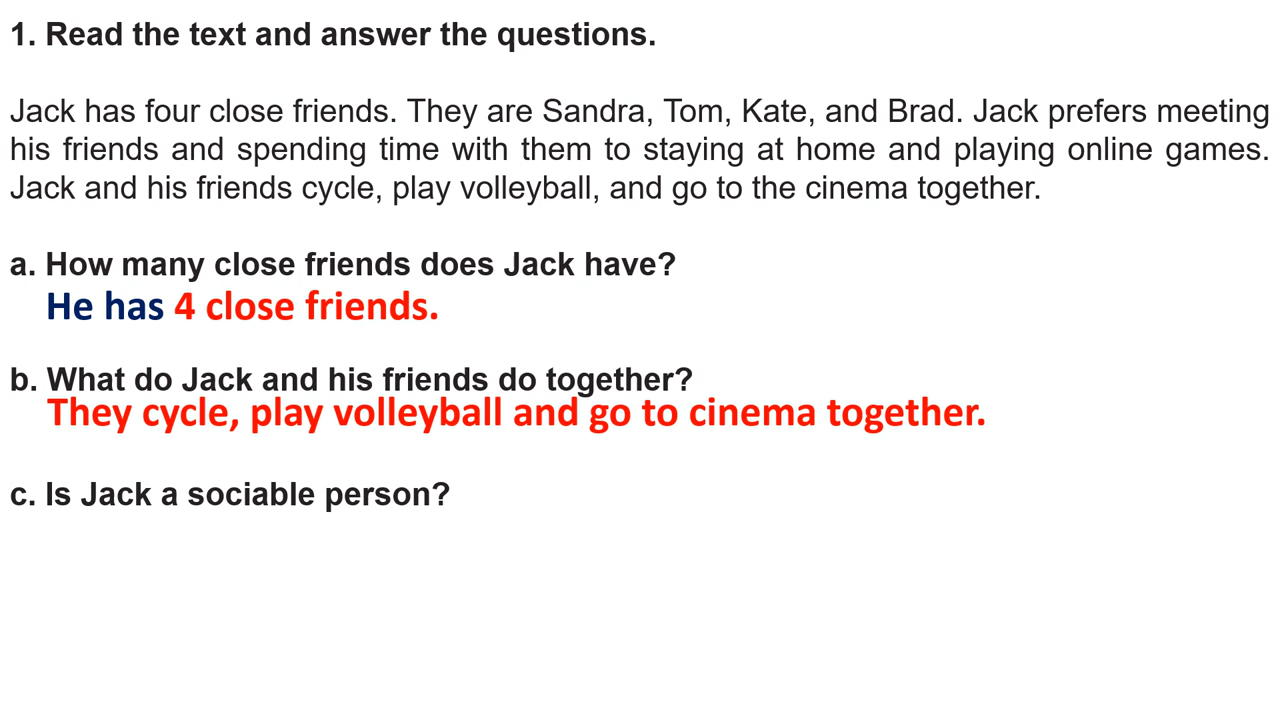 1. Read the text and answer the questions.
Jack has four close friends. They are Sandra, Tom, Kate, and Brad. Jack prefers meeting
his friends and spending time with them to staying at home and playing online games.
Jack and his friends cycle, play volleyball, and go to the cinema together.
a. How many close friends does Jack have?
He has 4 close friends.
b. What do Jack and his friends do together?
They cycle, play volleyball and go to cinema together.
c. Is Jack a sociable person?